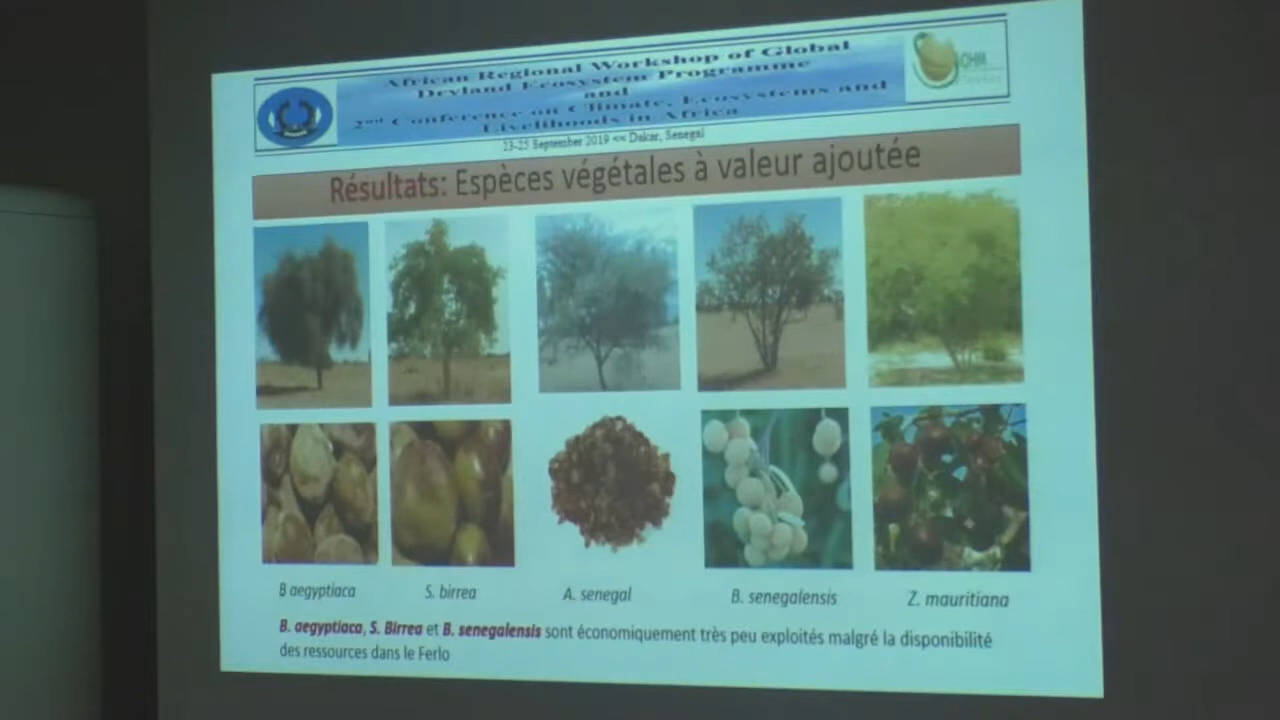 African Regional Workshop of Global
Dryland Ecosystem Programme
and
2nd Conference on Climate, Ecosystems and
Livelihoods in Africa
23-25 September 2019 << Dakar, Senegal
CHM
Résultats: Espèces végétales à valeur ajoutée
B aegyptiaca
S. birrea
A. senegal
B. senegalensis
Z. mauritiana
B. aegyptiaca, S. Birrea et B. senegalensis sont économiquement très peu exploités malgré la disponibilité
des ressources dans le Ferlo